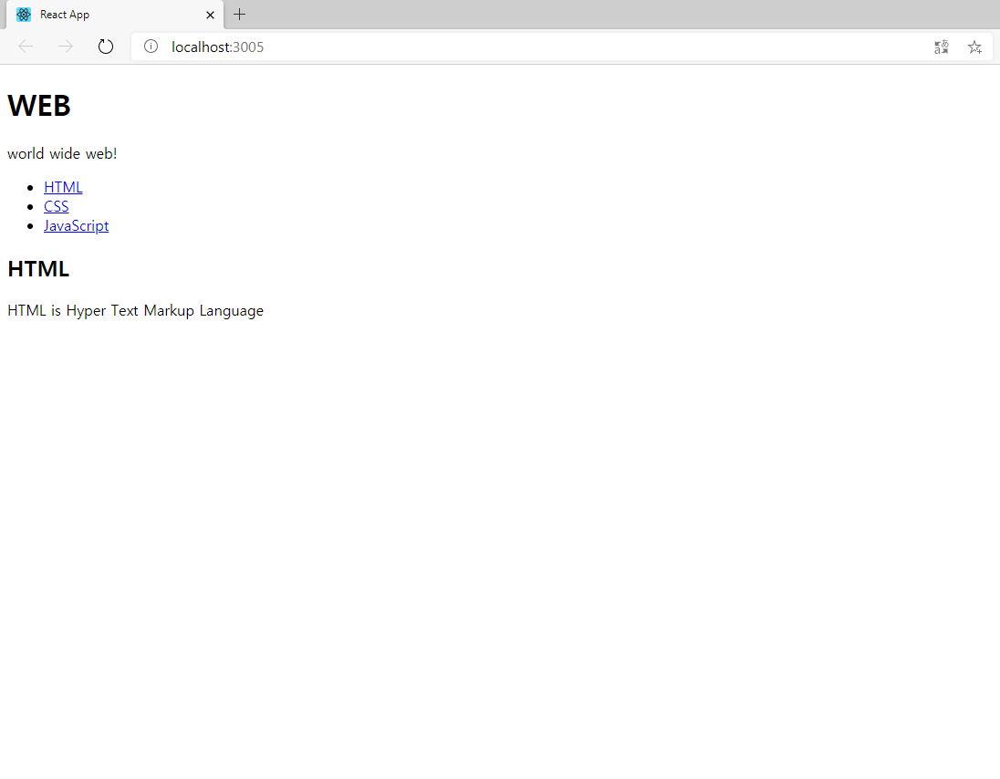 React App
localhost:3005
WEB
world wide web!
HTML
CSS
JavaScript
HTML
HTML is Hyper Text Markup Language